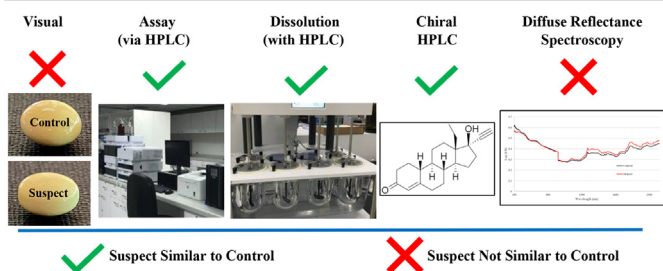 Visual
Assay
(via HPLC)
Dissolution
(with HPLC)
Chiral
HPLC
Diffuse Reflectance
Spectroscopy
Control
Suspect
OH
H
H
H
H
O
Suspect Similar to Control
Suspect Not Similar to Control